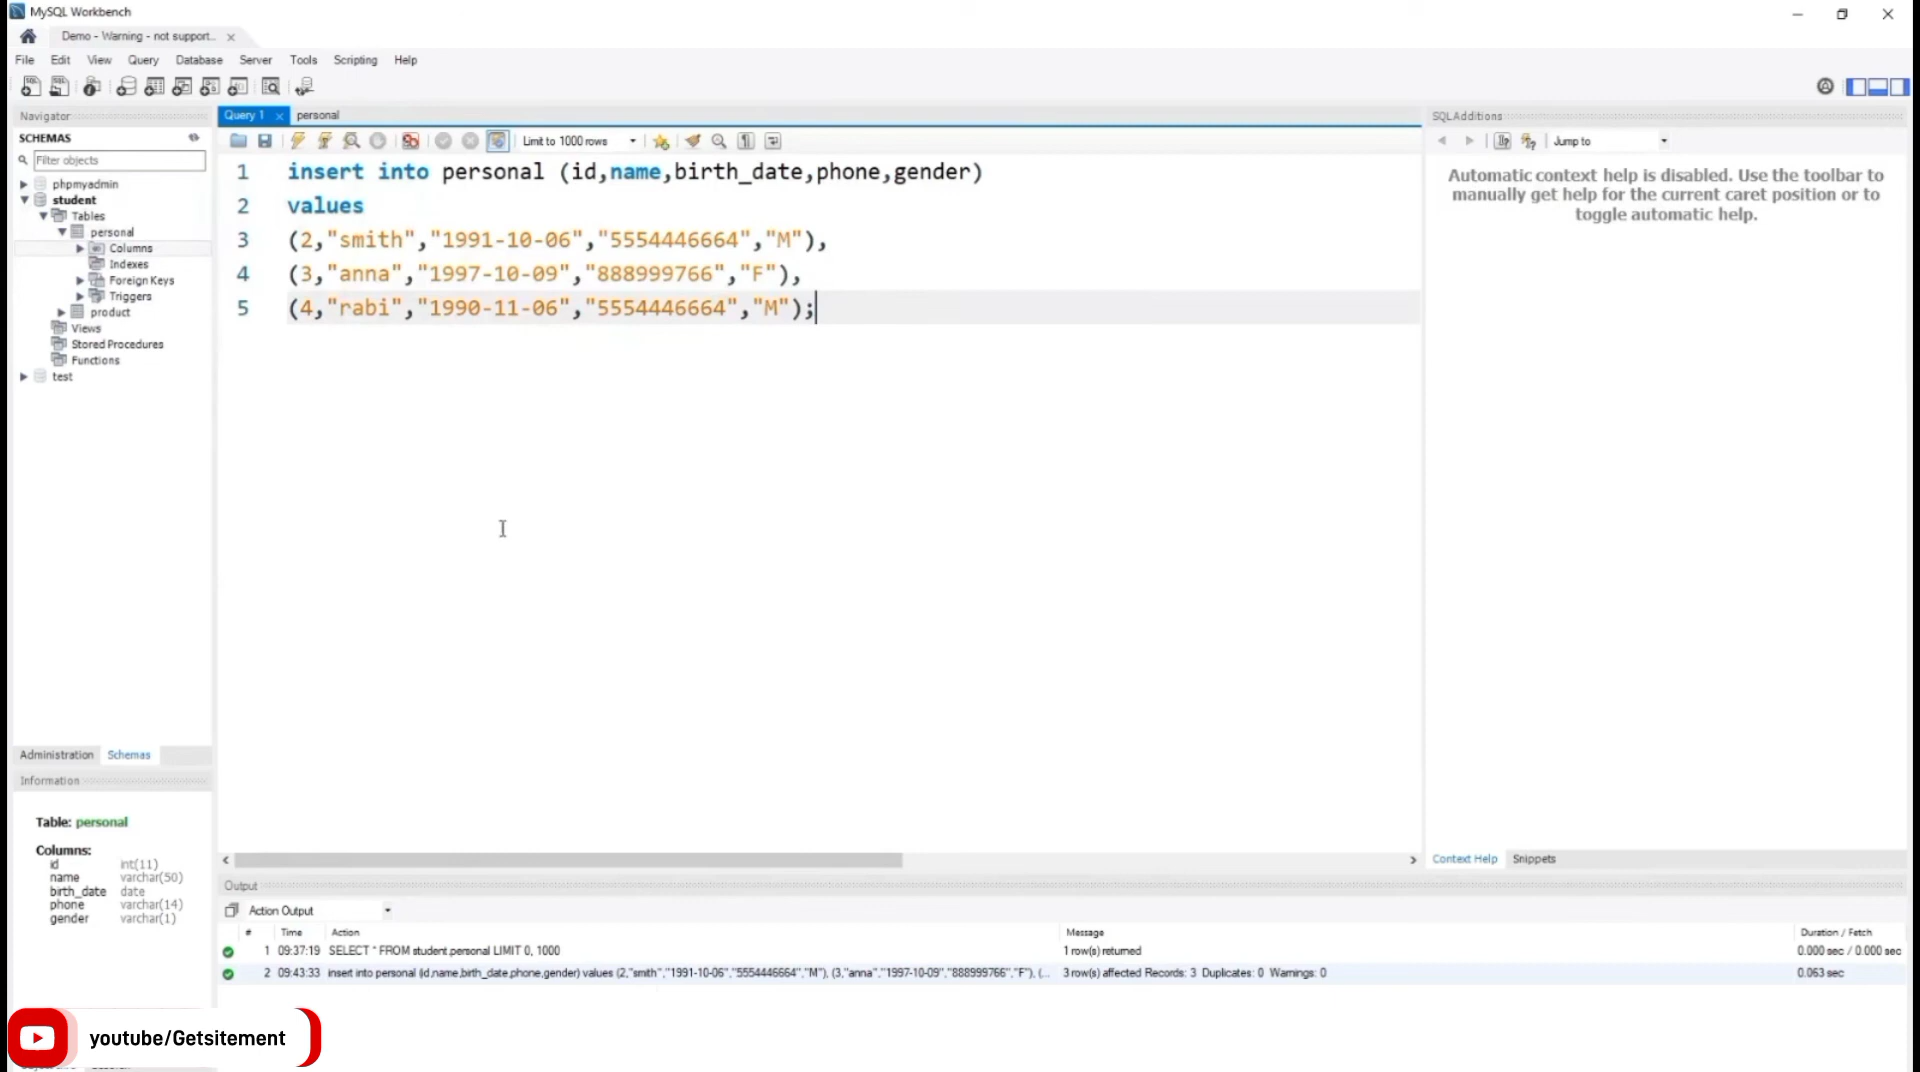 MySQL Workbench
Demo - Warning - not support..
File Edit View Query Database Server Tools Scripting Help
Navigator
SCHEMAS
Filter objects
phpmyadmin
student
Tables
personal
Columns
Indexes
Foreign Keys
Triggers
product
Views
Stored Procedures
Functions
test
Administration Schemas
Information
Table: personal
Columns:
id int(11)
name varchar(50)
birth_date date
phone varchar(14)
gender varchar(1)
Query 1 personal
Limit to 1000 rows
1 insert into personal (id,name,birth_date,phone,gender)
2 values
3 (2,"smith","1991-10-06","5554446664","M"),
4 (3,"anna","1997-10-09","888999766","F"),
5 (4,"rabi","1990-11-06","5554446664","M");
SQLAdditions
Jump to
Automatic context help is disabled. Use the toolbar to
manually get help for the current caret position or to
toggle automatic help.
Context Help Snippets
Output
Action Output
# Time Action Message Duration / Fetch
1 09:37:19 SELECT * FROM student.personal LIMIT 0, 1000 1 row(s) returned 0.000 sec / 0.000 sec
2 09:43:33 insert into personal (id,name,birth_date,phone,gender) values (2,"smith","1991-10-06","5554446664","M"), (3,"anna","1997-10-09","888999766","F"), (... 3 row(s) affected Records: 3 Duplicates: 0 Warnings: 0 0.063 sec
youtube/Getsitement